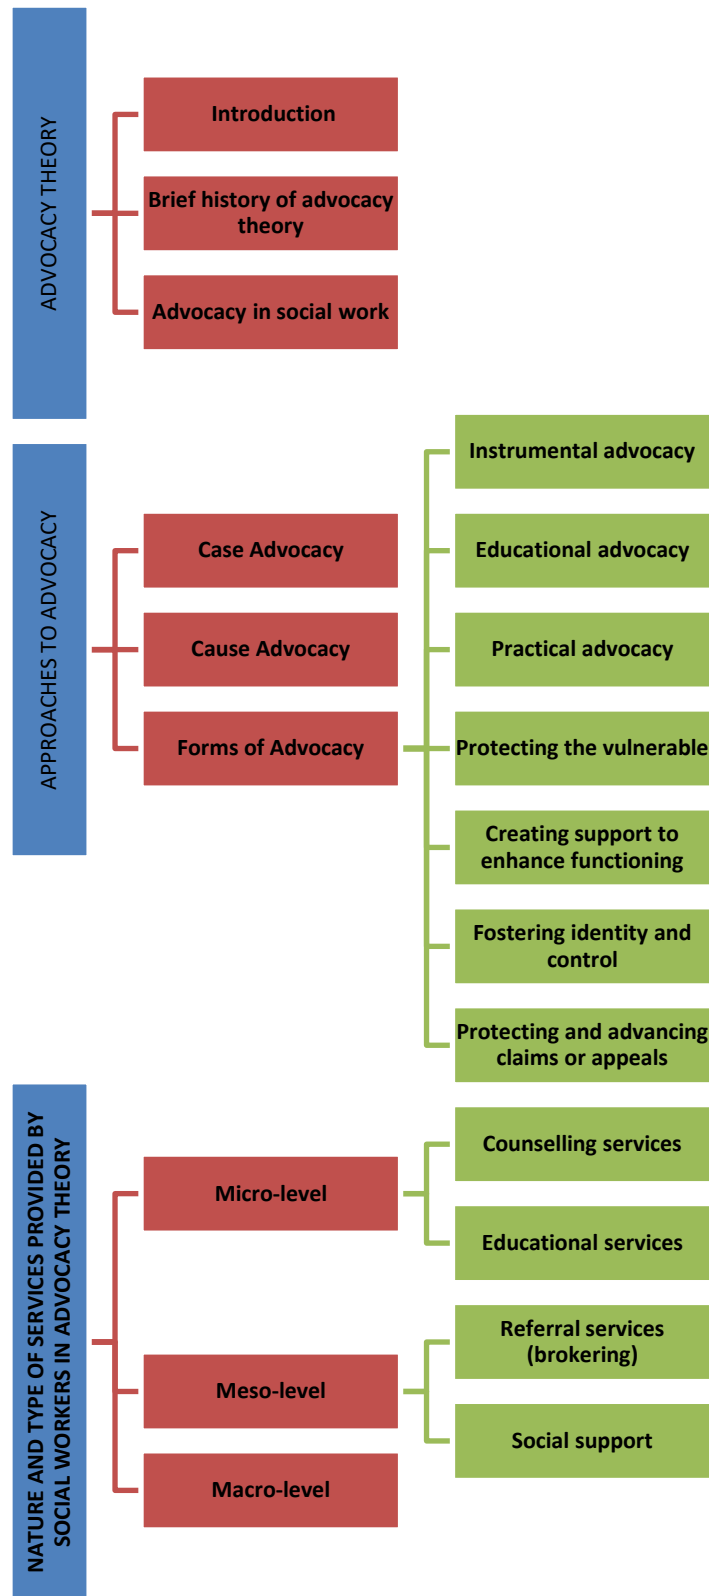 ADVOCACY THEORY
Introduction
Brief history of advocacy
theory
Advocacy in social work
APPROACHES TO ADVOCACY
Case Advocacy
Cause Advocacy
Forms of Advocacy
Instrumental advocacy
Educational advocacy
Practical advocacy
Protecting the vulnerable
Creating support to
enhance functioning
Fostering identity and
control
Protecting and advancing
claims or appeals
NATURE AND TYPE OF SERVICES PROVIDED BY
SOCIAL WORKERS IN ADVOCACY THEORY
Micro-level
Counselling services
Educational services
Meso-level
Referral services
(brokering)
Social support
Macro-level